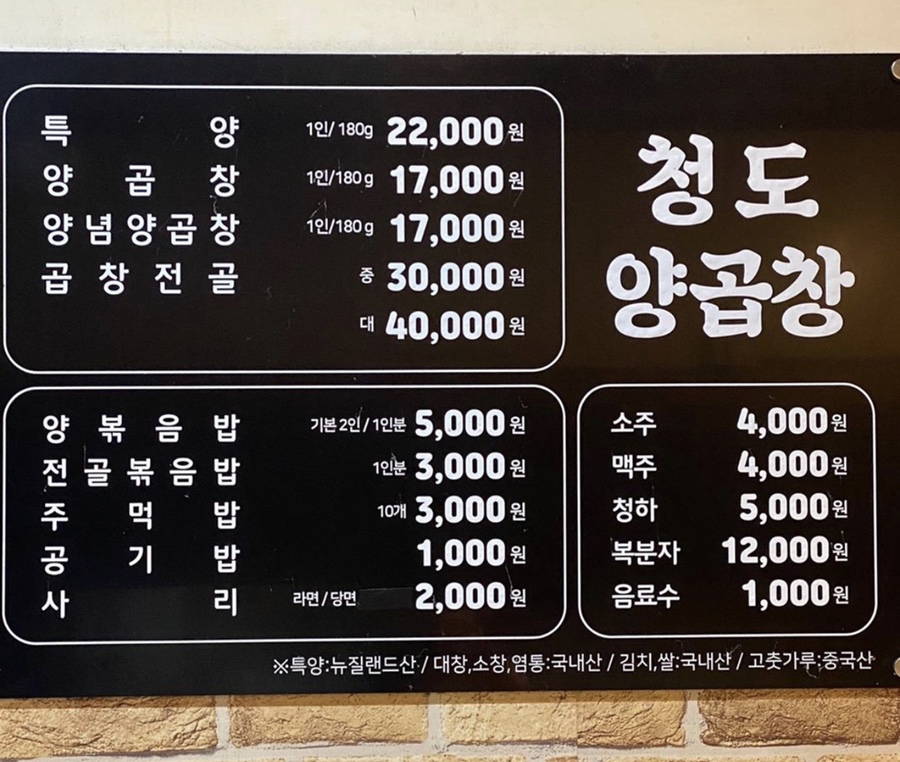 특양 1인/180g 22,000원
양곱창 1인/180g 17,000원
양념양곱창 1인/180g 17,000원
곱창전골 중 30,000원
대 40,000원
청도
양곱창
양볶음밥 기본 2인/1인분 5,000원
전골볶음밥 1인분 3,000원
주먹밥 10개 3,000원
공기밥 1,000원
사리 라면/당면 2,000원
소주 4,000원
맥주 4,000원
청하 5,000원
복분자 12,000원
음료수 1,000원
※특양:뉴질랜드산 / 대창,소창,염통:국내산 / 김치,쌀:국내산 / 고춧가루:중국산